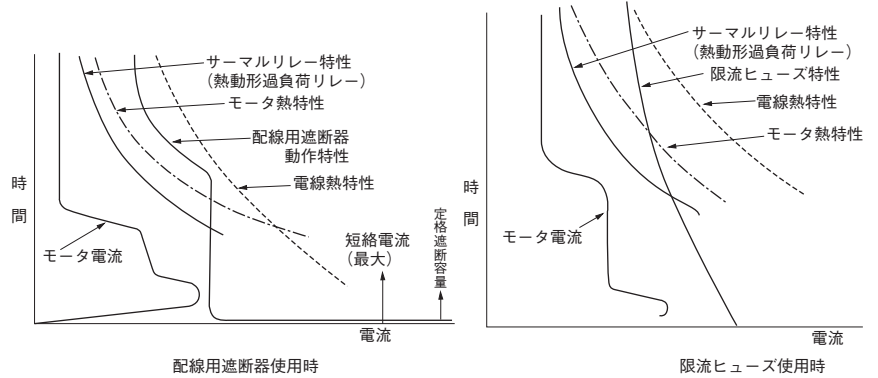 サーマルリレー特性
(熱動形過負荷リレー)
モータ熱特性
配線用遮断器
動作特性
電線熱特性
時間
モータ電流
短絡電流
(最大)
定格遮断容量
電流
配線用遮断器使用時
サーマルリレー特性
(熱動形過負荷リレー)
限流ヒューズ特性
電線熱特性
モータ熱特性
時間
モータ電流
電流
限流ヒューズ使用時